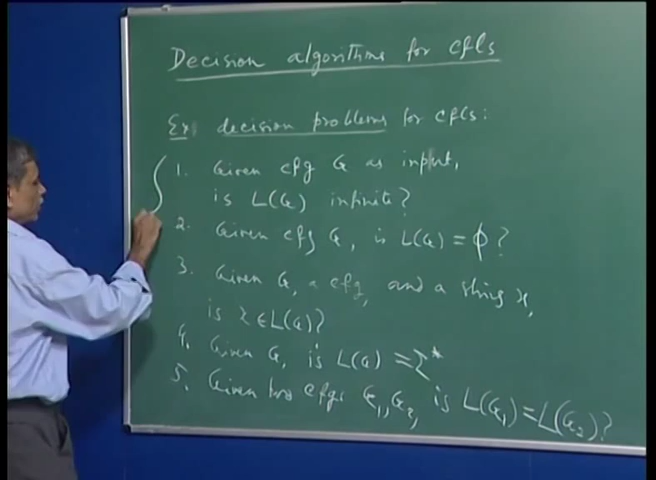 Decision algorithms for cfls
Ex: decision problems for cfls:
1. Given cfg G as input,
is L(G) infinite?
2. Given cfg G, is L(G) = ϕ?
3. Given G, a cfg, and a string x,
is x ∈ L(G)?
4. Given G, is L(G) = Σ*
5. Given two cfgs G₁, G₂, is L(G₁) = L(G₂)?